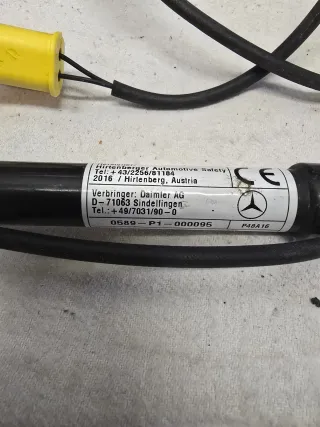 Hirtenberger Automotive Safety
Tel: +43/2256/81184
2016 / Hirtenberg, Austria
CE
Verbringer: Daimler AG
D-71063 Sindelfingen
Tel.: +49/7031/90-0
0589-P1-000095
P48A16